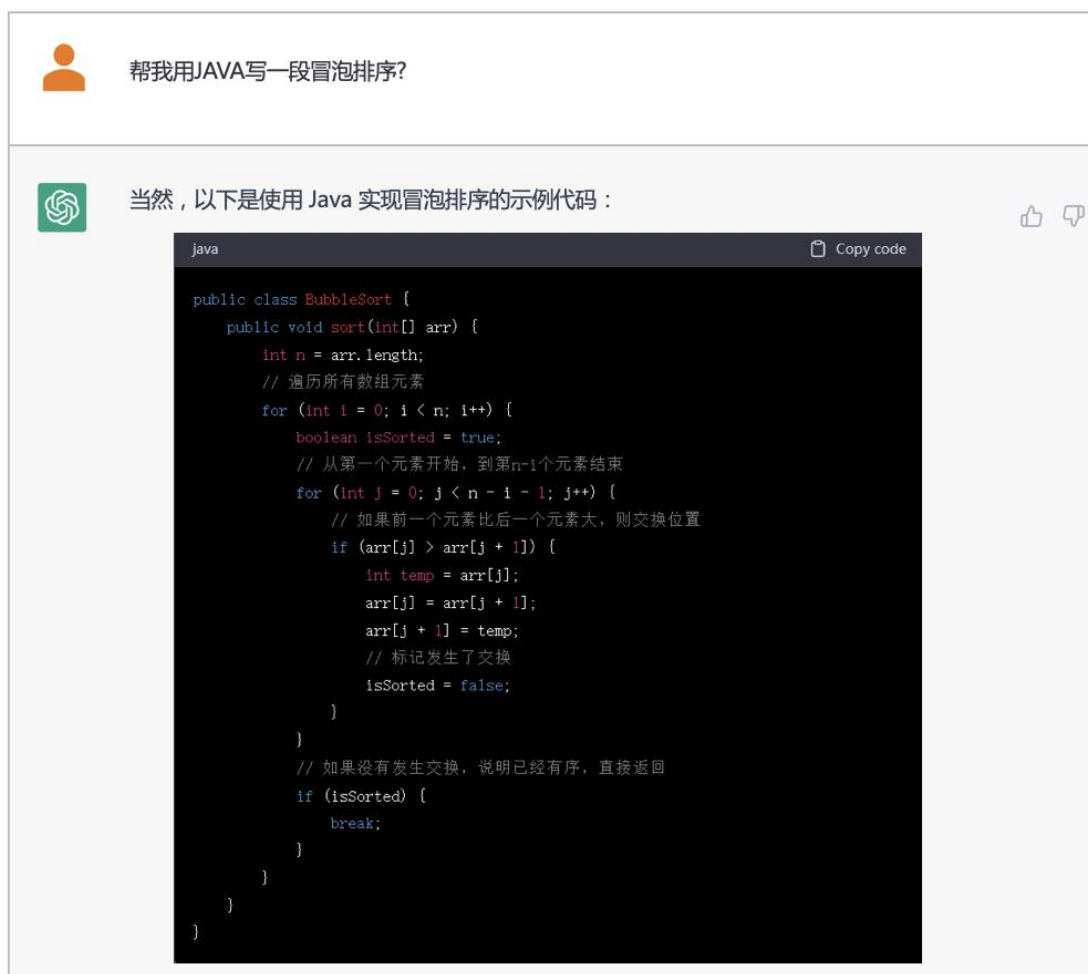 帮我用JAVA写一段冒泡排序?
当然，以下是使用 Java 实现冒泡排序的示例代码：
java
Copy code
public class BubbleSort {
    public void sort(int[] arr) {
        int n = arr.length;
        // 遍历所有数组元素
        for (int i = 0; i < n; i++) {
            boolean isSorted = true;
            // 从第一个元素开始，到第n-i个元素结束
            for (int j = 0; j < n - i - 1; j++) {
                // 如果前一个元素比后一个元素大，则交换位置
                if (arr[j] > arr[j + 1]) {
                    int temp = arr[j];
                    arr[j] = arr[j + 1];
                    arr[j + 1] = temp;
                    // 标记发生了交换
                    isSorted = false;
                }
            }
            // 如果没有发生交换，说明已经有序，直接返回
            if (isSorted) {
                break;
            }
        }
    }
}